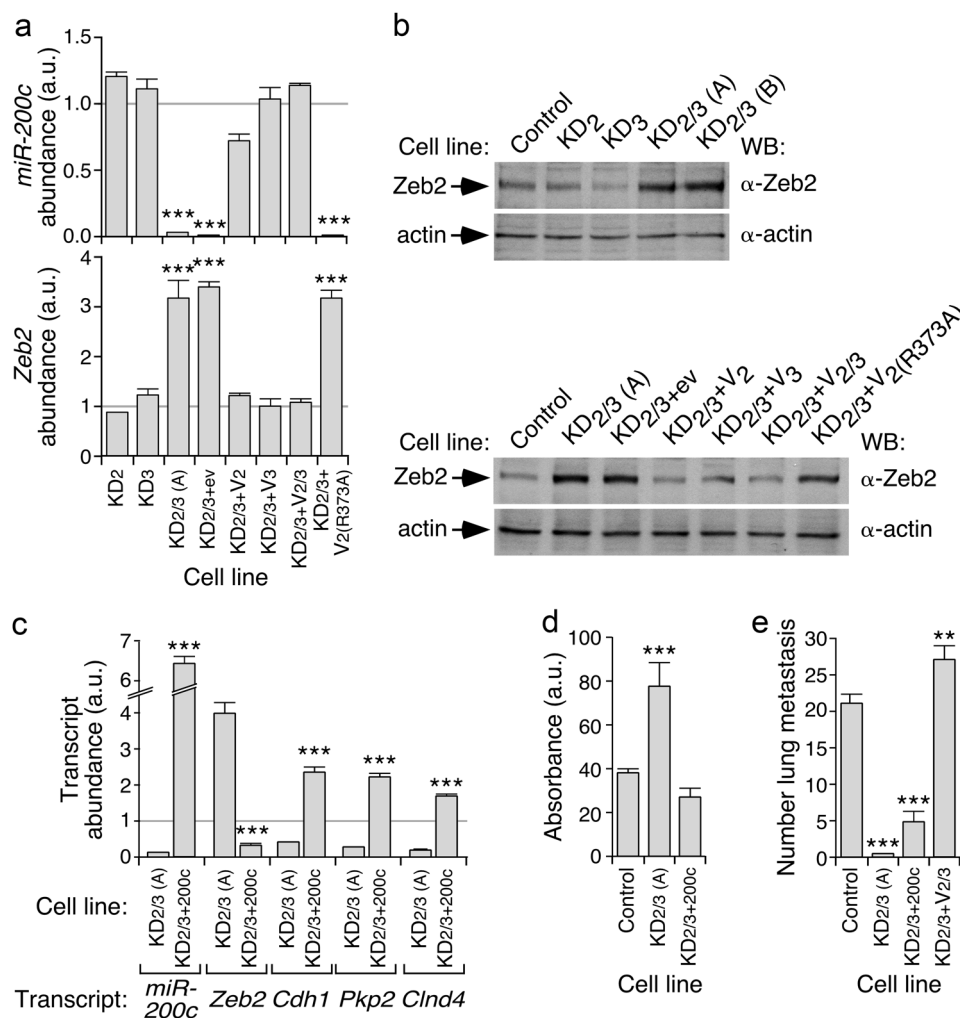 a
miR-200c
abundance (a.u.)
1.5
1.0
0.5
0.0
*** *** ***
Zeb2
abundance (a.u.)
4
3
2
1
0
*** *** ***
KD2
KD3
KD2/3 (A)
KD2/3+ev
KD2/3+V2
KD2/3+V3
KD2/3+V2/3
KD2/3+
V2(R373A)
Cell line
b
Cell line: Control KD2 KD3 KD2/3 (A) KD2/3 (B) WB:
Zeb2 α-Zeb2
actin α-actin
Cell line: Control KD2/3 (A) KD2/3+ev KD2/3+V2 KD2/3+V3 KD2/3+V2/3 KD2/3+V2(R373A) WB:
Zeb2 α-Zeb2
actin α-actin
c
Transcript
abundance (a.u.)
7
6
4
2
1
0
*** *** *** *** ***
Cell line: KD2/3 (A) KD2/3+200c KD2/3 (A) KD2/3+200c KD2/3 (A) KD2/3+200c KD2/3 (A) KD2/3+200c KD2/3 (A) KD2/3+200c
Transcript: miR-200c Zeb2 Cdh1 Pkp2 Clnd4
d
Absorbance (a.u.)
100
80
60
40
20
0
***
Control
KD2/3 (A)
KD2/3+200c
Cell line
e
Number lung metastasis
30
25
20
15
10
5
0
*** *** **
Control
KD2/3 (A)
KD2/3+200c
KD2/3+V2/3
Cell line